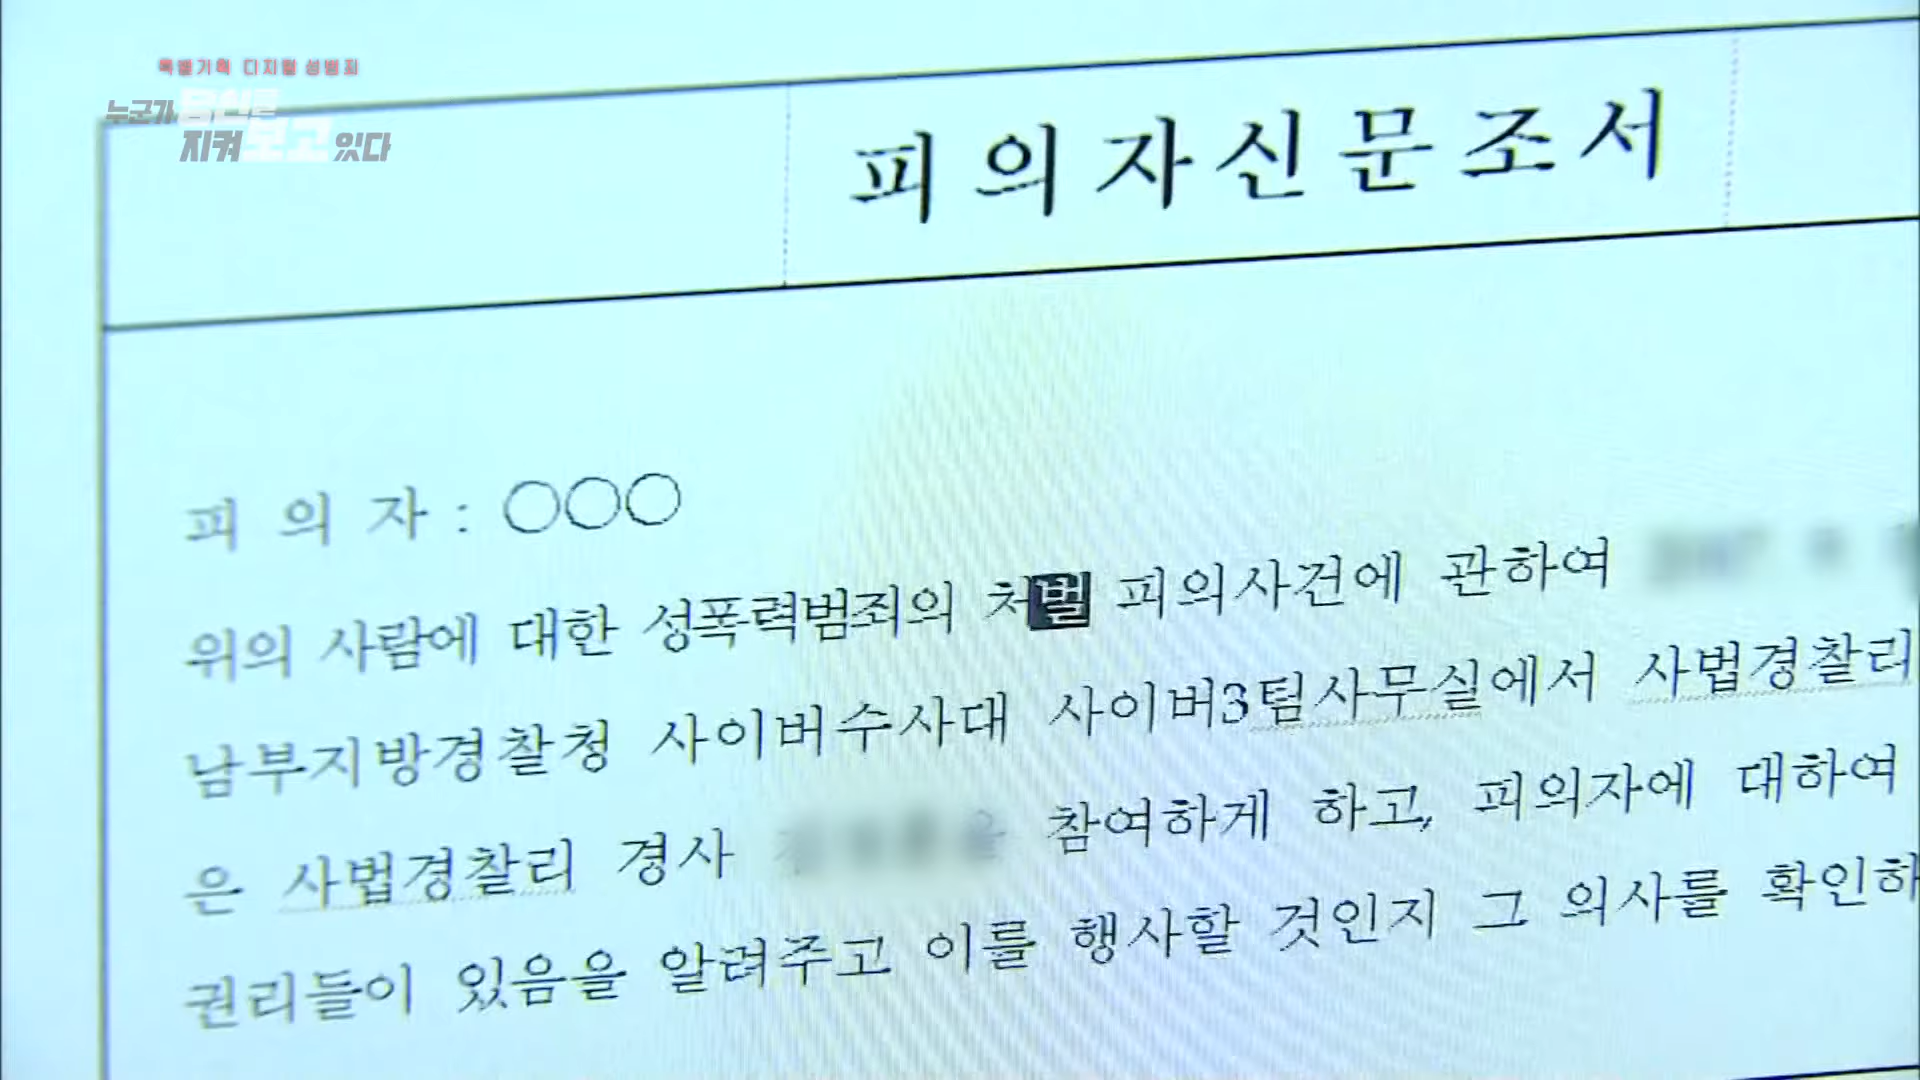 특별기획 디지털 성범죄
누군가 당신을
지켜보고 있다
피의자신문조서
피 의 자 : ○○○
위의 사람에 대한 성폭력범죄의 처벌 피의사건에 관하여
남부지방경찰청 사이버수사대 사이버3텀사무실에서 사법경찰리
은 사법경찰리 경사 참여하게 하고, 피의자에 대하여
권리들이 있음을 알려주고 이를 행사할 것인지 그 의사를 확인하